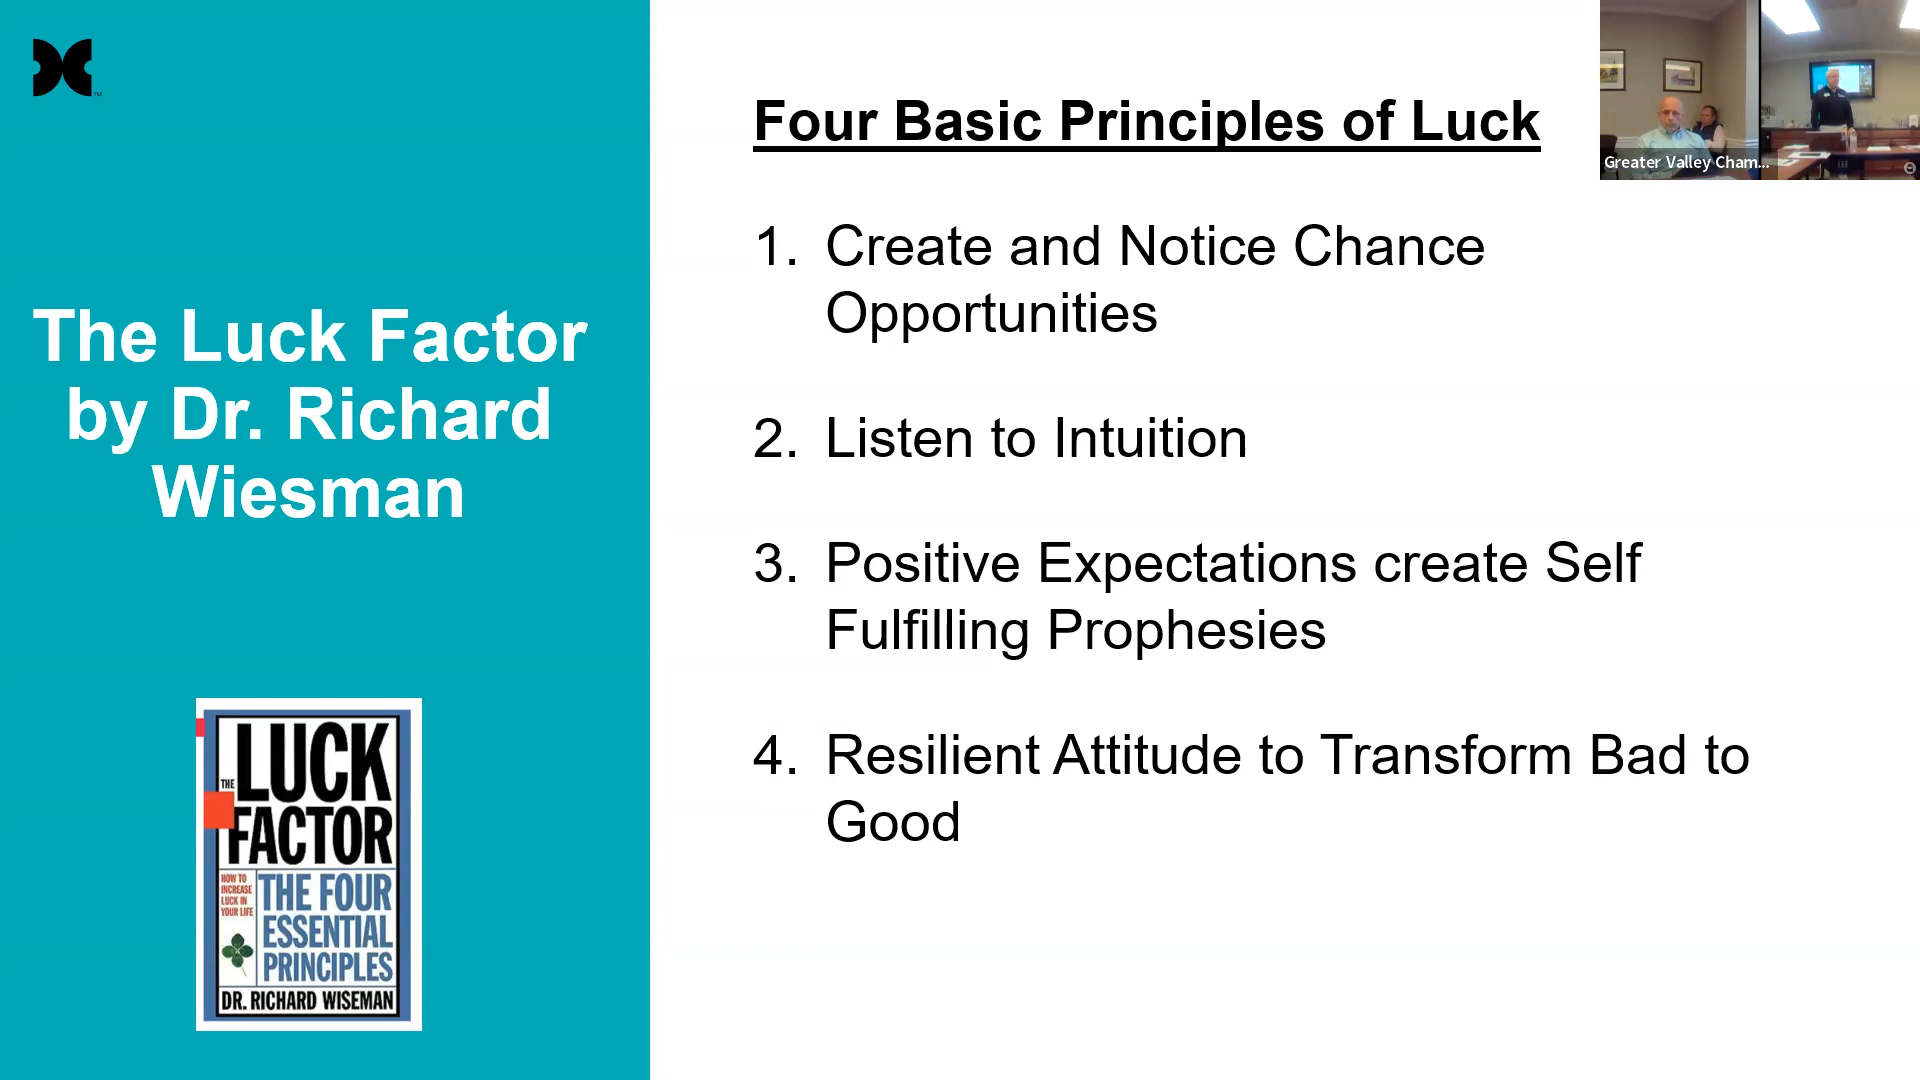 The Luck Factor
by Dr. Richard
Wiesman
THE
LUCK
FACTOR
HOW TO
INCREASE
LUCK IN
YOUR LIFE
THE FOUR
ESSENTIAL
PRINCIPLES
DR. RICHARD WISEMAN
Four Basic Principles of Luck
1. Create and Notice Chance
Opportunities
2. Listen to Intuition
3. Positive Expectations create Self
Fulfilling Prophesies
4. Resilient Attitude to Transform Bad to
Good
Greater Valley Cham...
TM